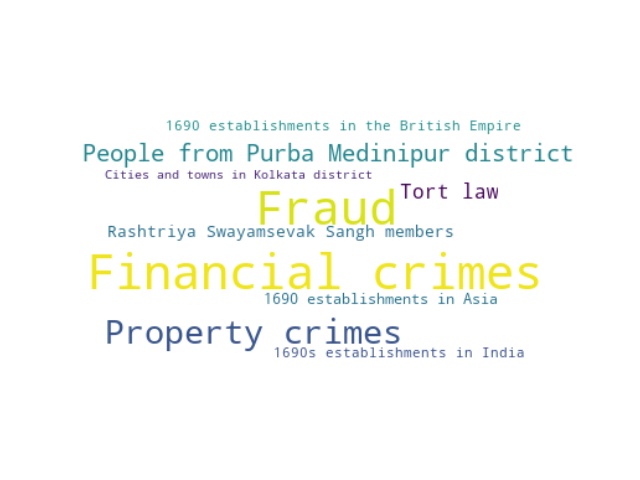 1690 establishments in the British Empire
People from Purba Medinipur district
Cities and towns in Kolkata district
Tort law
Fraud
Rashtriya Swayamsevak Sangh members
Financial crimes
1690 establishments in Asia
Property crimes
1690s establishments in India